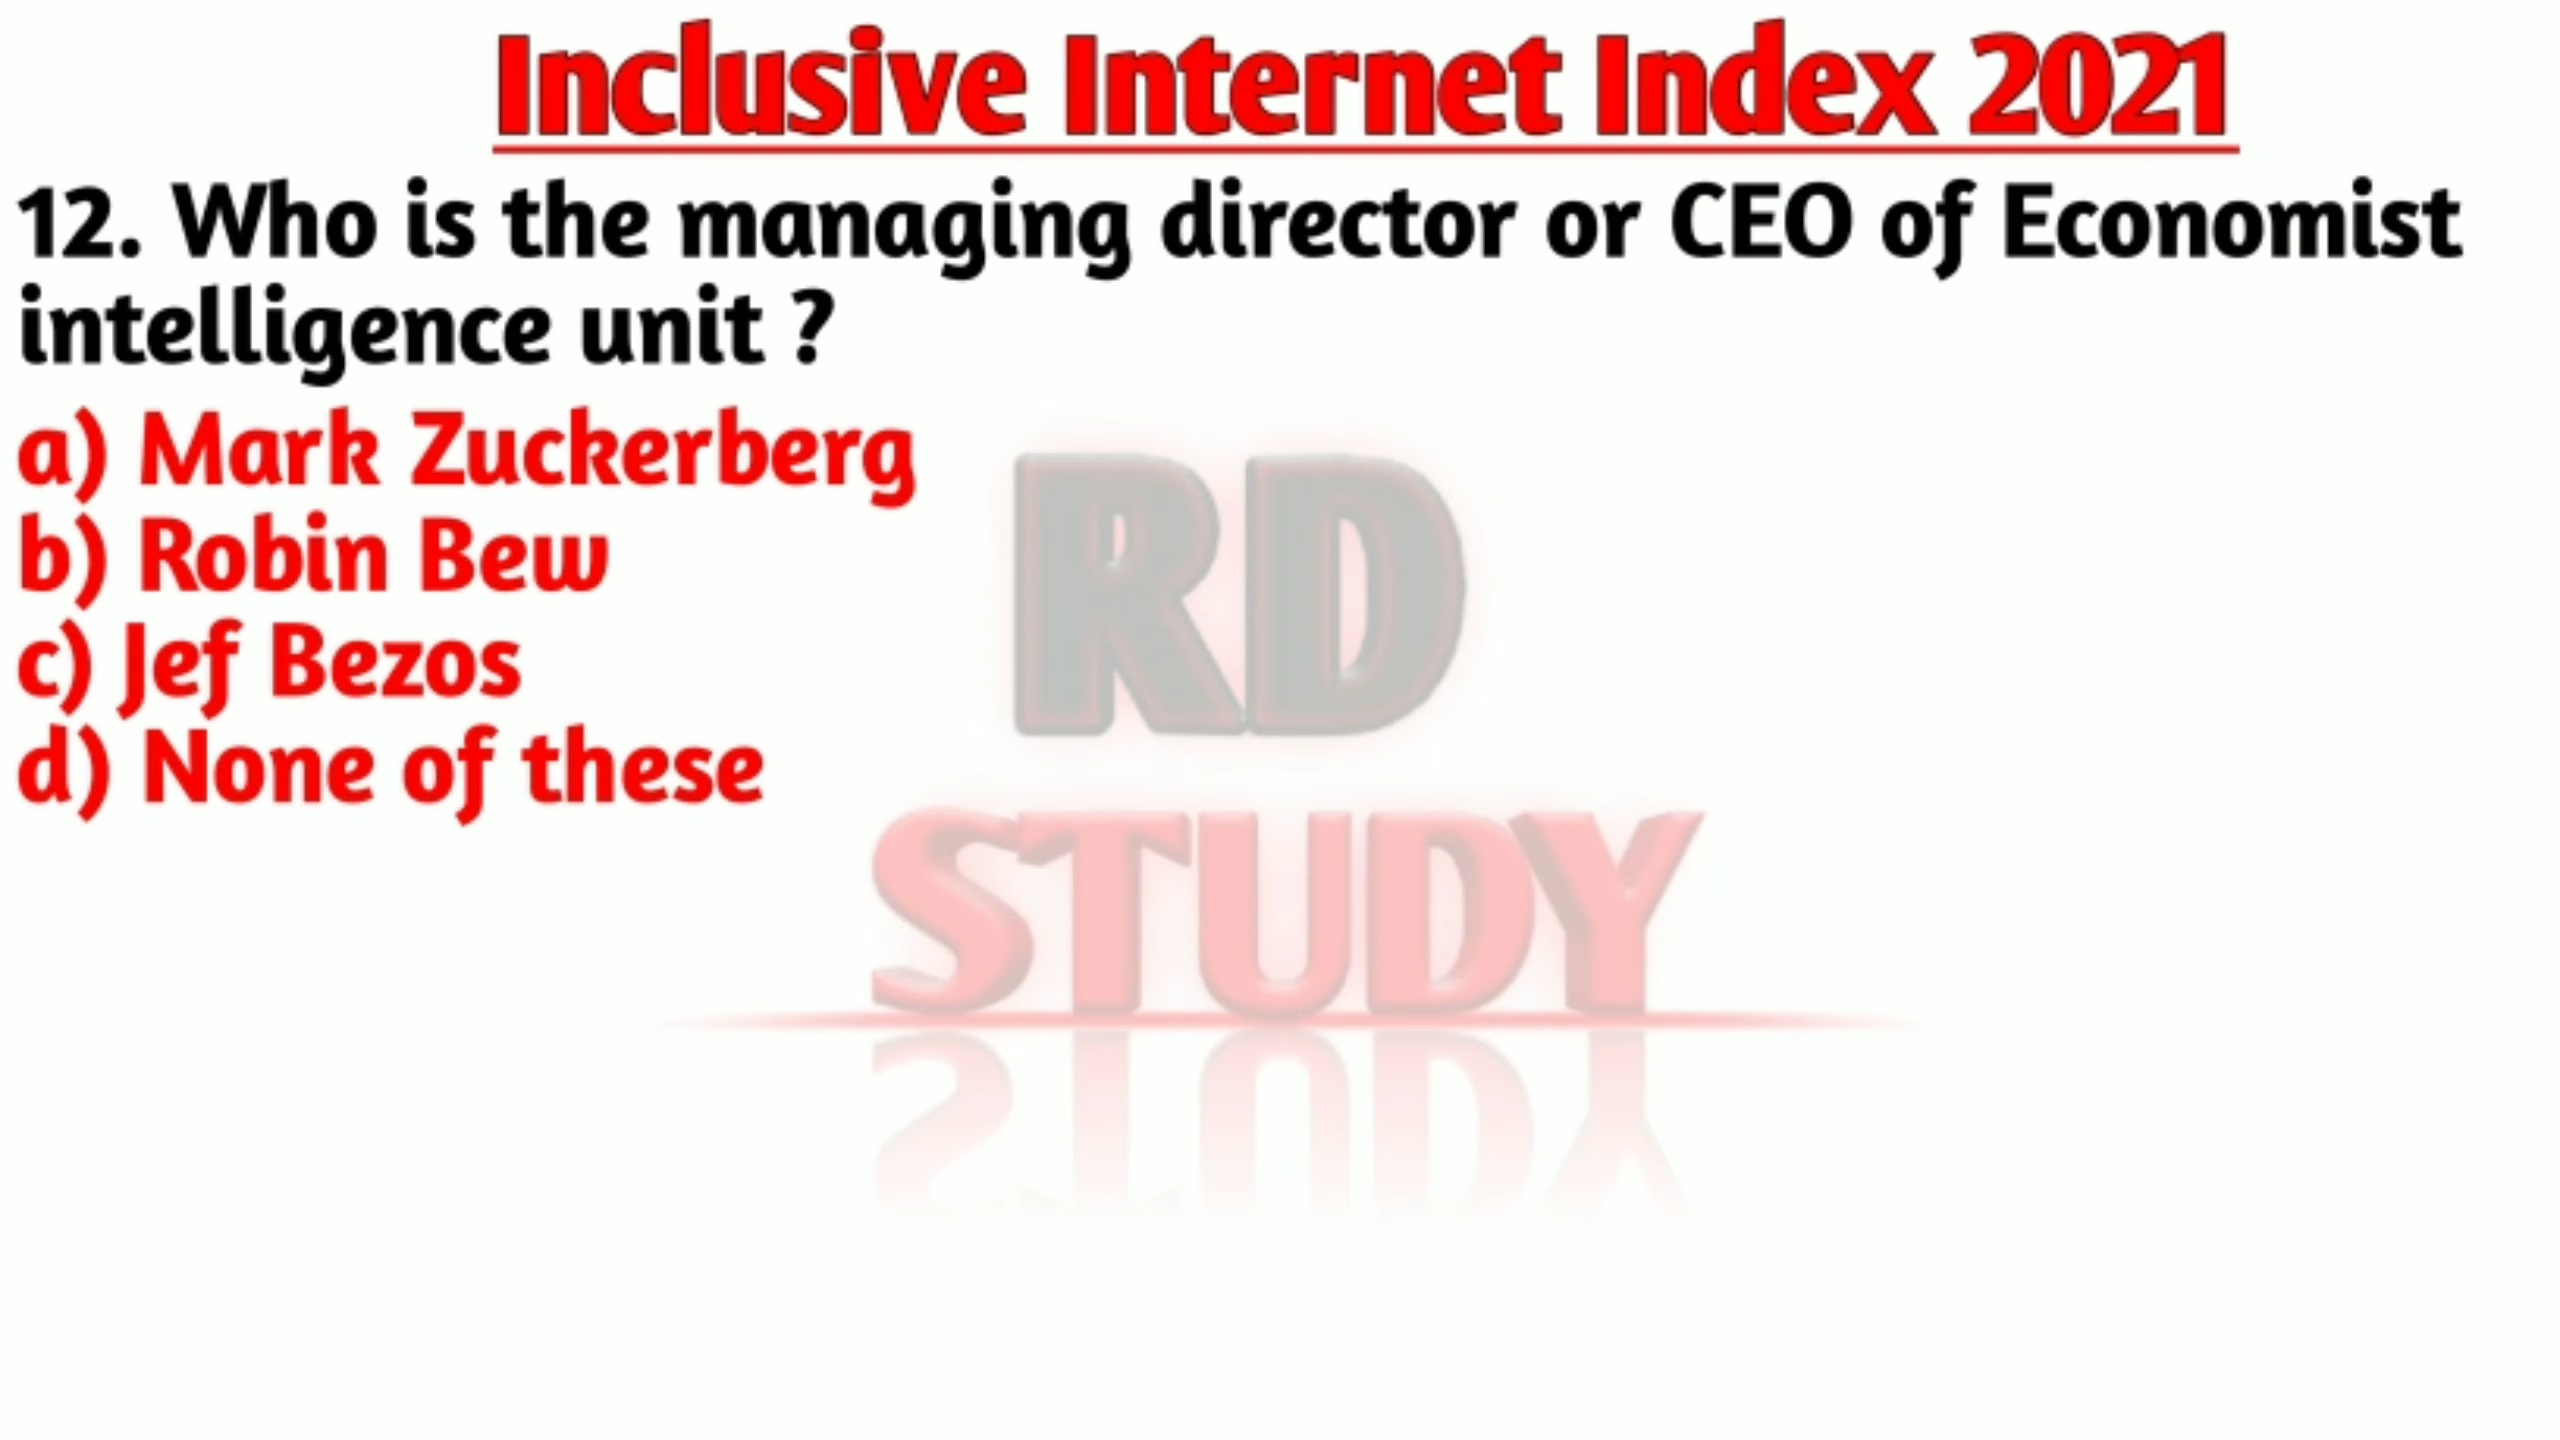 Inclusive Internet Index 2021
12. Who is the managing director or CEO of Economist
intelligence unit ?
a) Mark Zuckerberg
b) Robin Bew
c) Jef Bezos
d) None of these
RD
STUDY